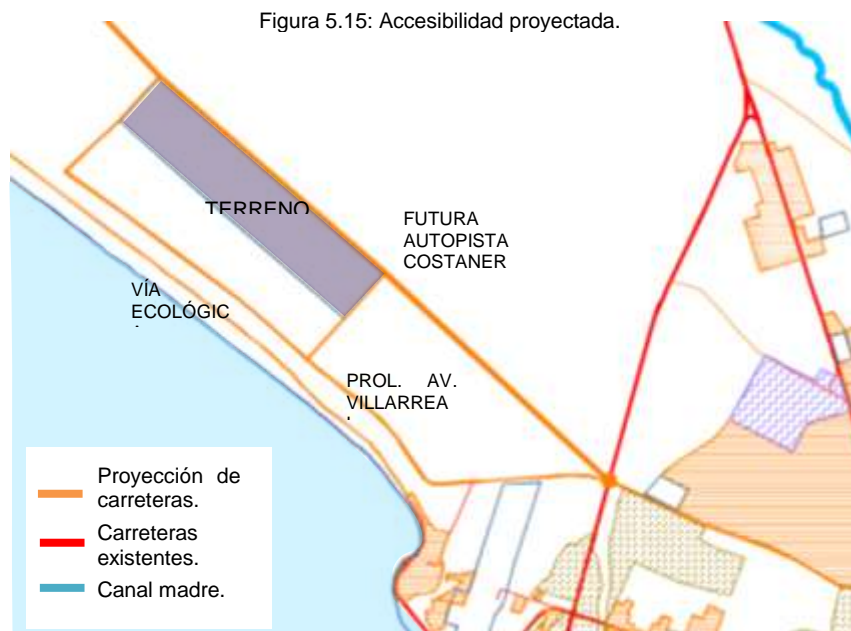 Figura 5.15: Accesibilidad proyectada.
TERRENO
FUTURA
AUTOPISTA
COSTANER
VÍA
ECOLÓGIC
PROL. AV.
VILLARREA
Proyección de
carreteras.
Carreteras
existentes.
Canal madre.